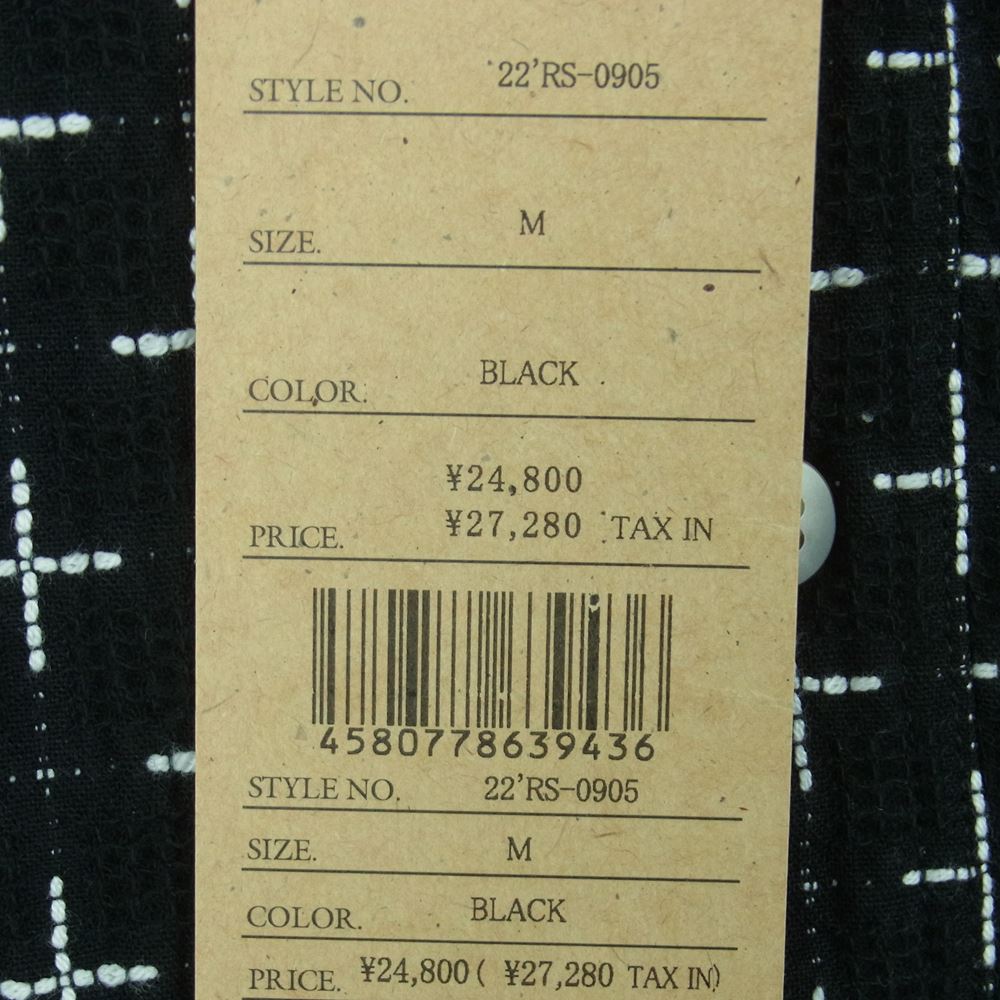 STYLE NO. 22'RS-0905
SIZE. M
COLOR. BLACK
¥24,800
PRICE. ¥27,280 TAX IN
4580778639436
STYLE NO. 22'RS-0905
SIZE. M
COLOR. BLACK
PRICE. ¥24,800 ( ¥27,280 TAX IN)